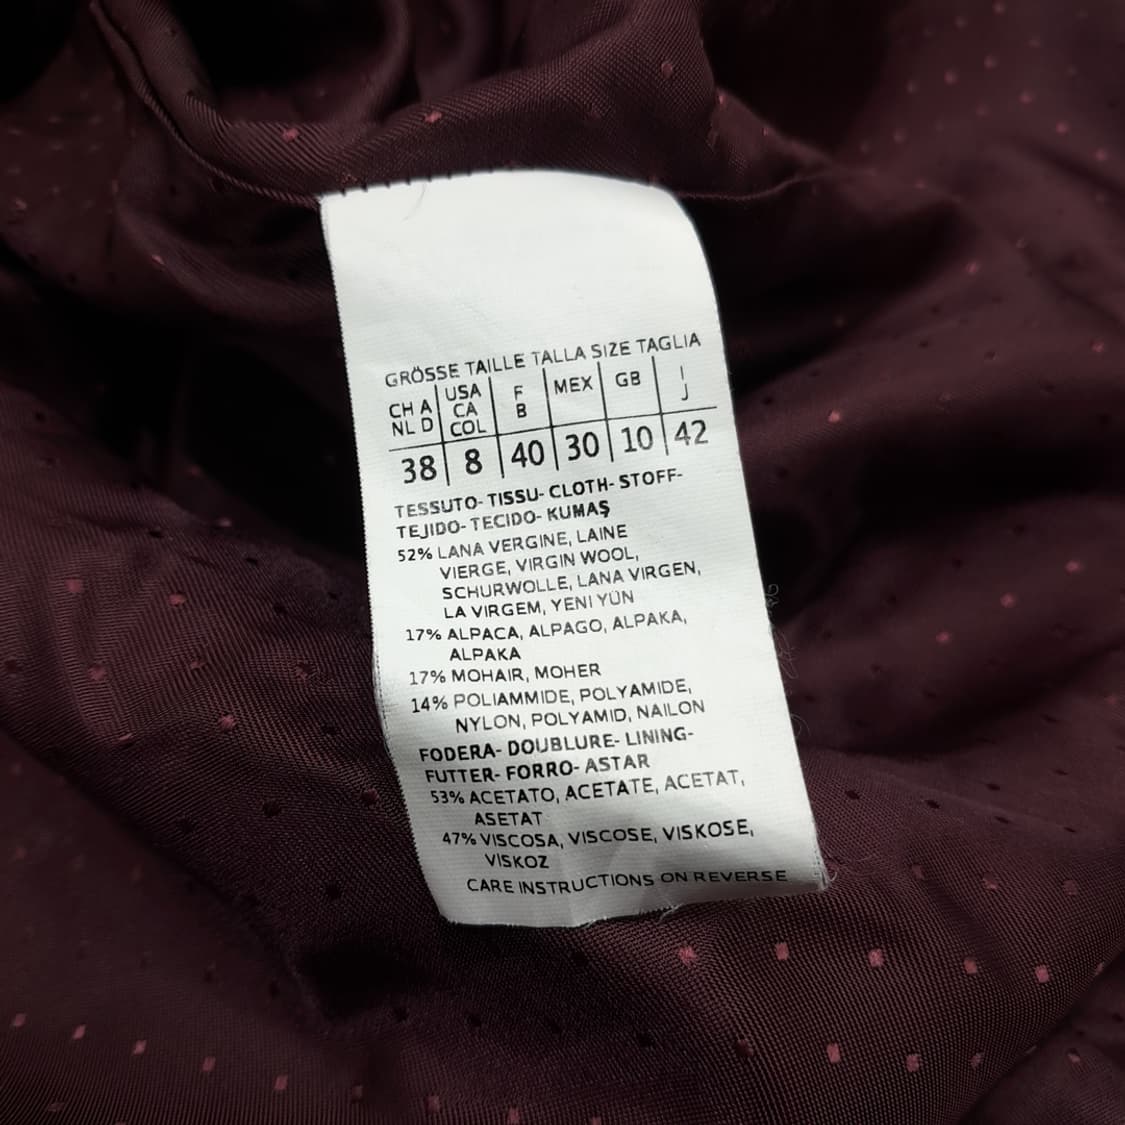 GRÖSSE TAILLE TALLA SIZE TAGLIA
CH A NL D | USA CA COL | F B | MEX | GB | I J
38 | 8 | 40 | 30 | 10 | 42
TESSUTO- TISSU- CLOTH- STOFF-
TEJIDO- TECIDO- KUMAŞ
52% LANA VERGINE, LAINE
VIERGE, VIRGIN WOOL,
SCHURWOLLE, LANA VIRGEN,
LA VIRGEM, YENI YÜN
17% ALPACA, ALPAGO, ALPAKA,
ALPAKA
17% MOHAIR, MOHER
14% POLIAMMIDE, POLYAMIDE,
NYLON, POLYAMID, NAILON
FODERA- DOUBLURE- LINING-
FUTTER- FORRO- ASTAR
53% ACETATO, ACETATE, ACETAT,
ASETAT
47% VISCOSA, VISCOSE, VISKOSE,
VISKOZ
CARE INSTRUCTIONS ON REVERSE